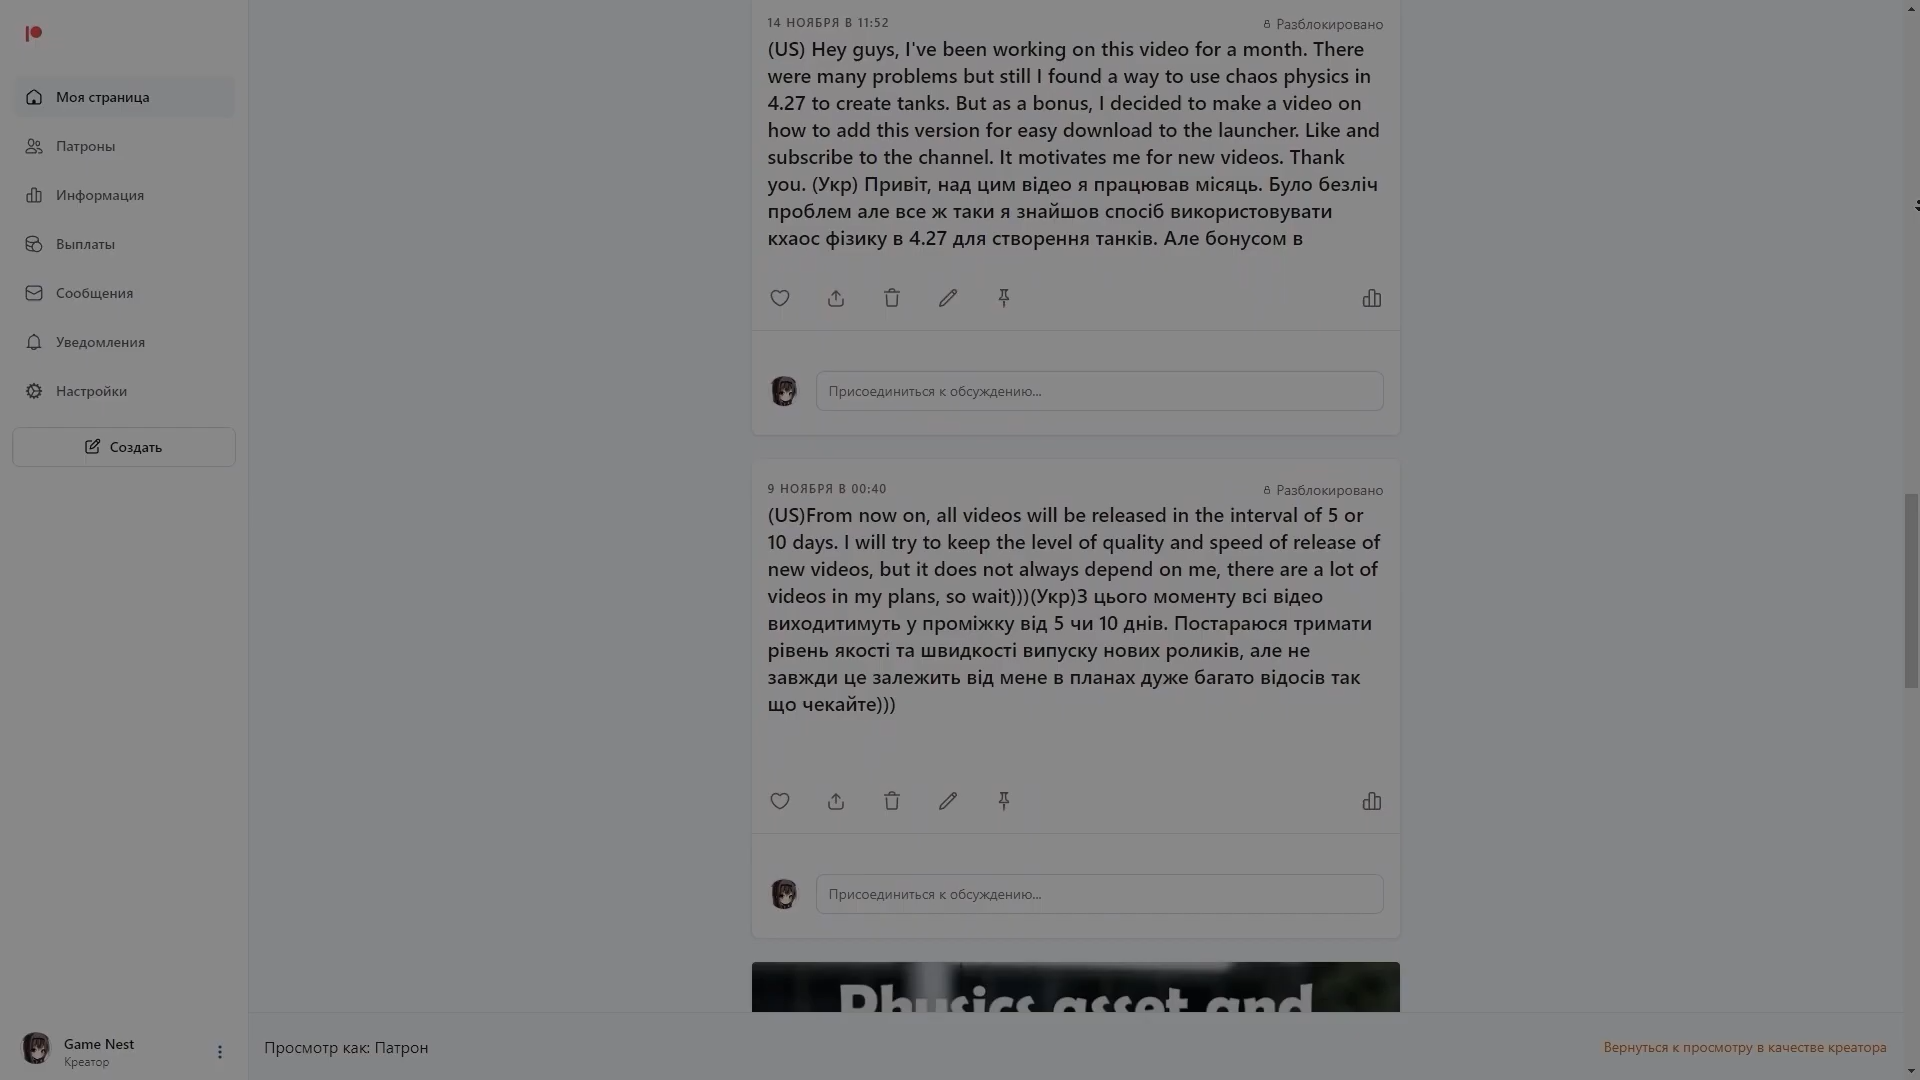 Моя страница
Патроны
Информация
Выплаты
Сообщения
Уведомления
Настройки
Создать
14 НОЯБРЯ В 11:52
Разблокировано
(US) Hey guys, I've been working on this video for a month. There
were many problems but still I found a way to use chaos physics in
4.27 to create tanks. But as a bonus, I decided to make a video on
how to add this version for easy download to the launcher. Like and
subscribe to the channel. It motivates me for new videos. Thank
you. (Укр) Привіт, над цим відео я працював місяць. Було безліч
проблем але все ж таки я знайшов спосіб використовувати
кхаос фізику в 4.27 для створення танків. Але бонусом в
Присоединиться к обсуждению...
9 НОЯБРЯ В 00:40
Разблокировано
(US)From now on, all videos will be released in the interval of 5 or
10 days. I will try to keep the level of quality and speed of release of
new videos, but it does not always depend on me, there are a lot of
videos in my plans, so wait)))(Укр)З цього моменту всі відео
виходитимуть у проміжку від 5 чи 10 днів. Постараюся тримати
рівень якості та швидкості випуску нових роликів, але не
завжди це залежить від мене в планах дуже багато відосів так
що чекайте)))
Присоединиться к обсуждению...
Physics asset and
Game Nest
Креатор
Просмотр как: Патрон
Вернуться к просмотру в качестве креатора